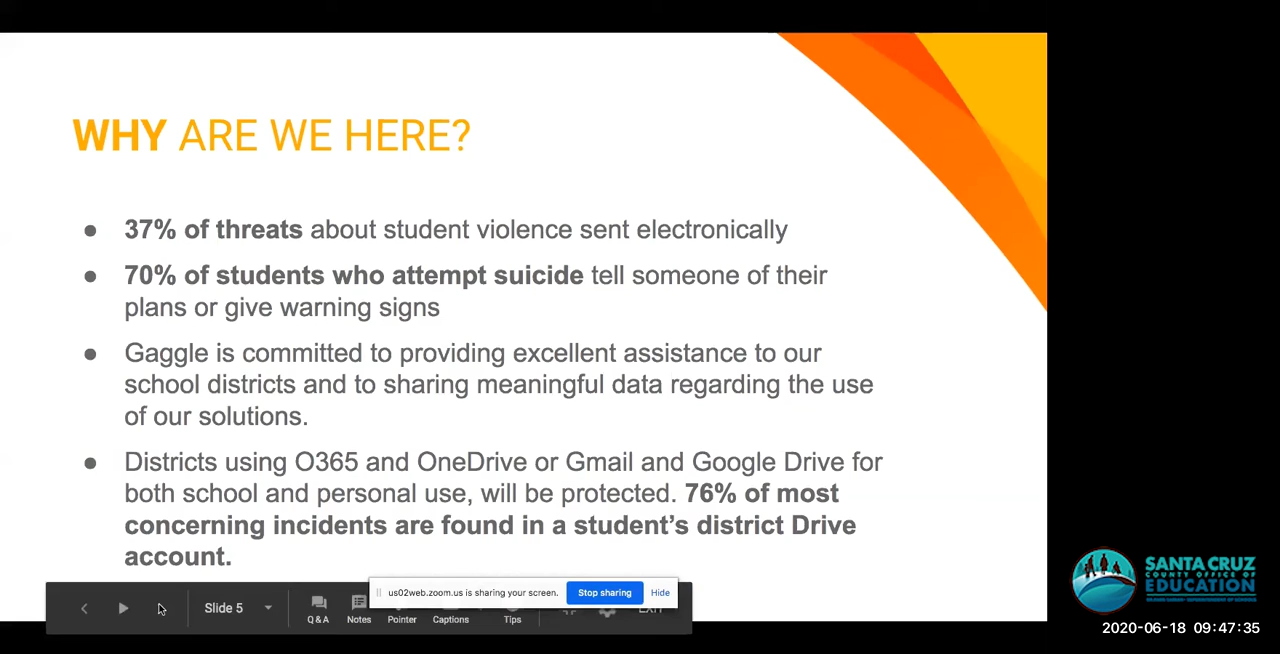 WHY ARE WE HERE?
● 37% of threats about student violence sent electronically
● 70% of students who attempt suicide tell someone of their
plans or give warning signs
● Gaggle is committed to providing excellent assistance to our
school districts and to sharing meaningful data regarding the use
of our solutions.
● Districts using O365 and OneDrive or Gmail and Google Drive for
both school and personal use, will be protected. 76% of most
concerning incidents are found in a student's district Drive
account.
us02web.zoom.us is sharing your screen. Stop sharing Hide
Slide 5
Q & A Notes Pointer Captions Tips
SANTA CRUZ
COUNTY OFFICE OF
EDUCATION
2020-06-18 09:47:35